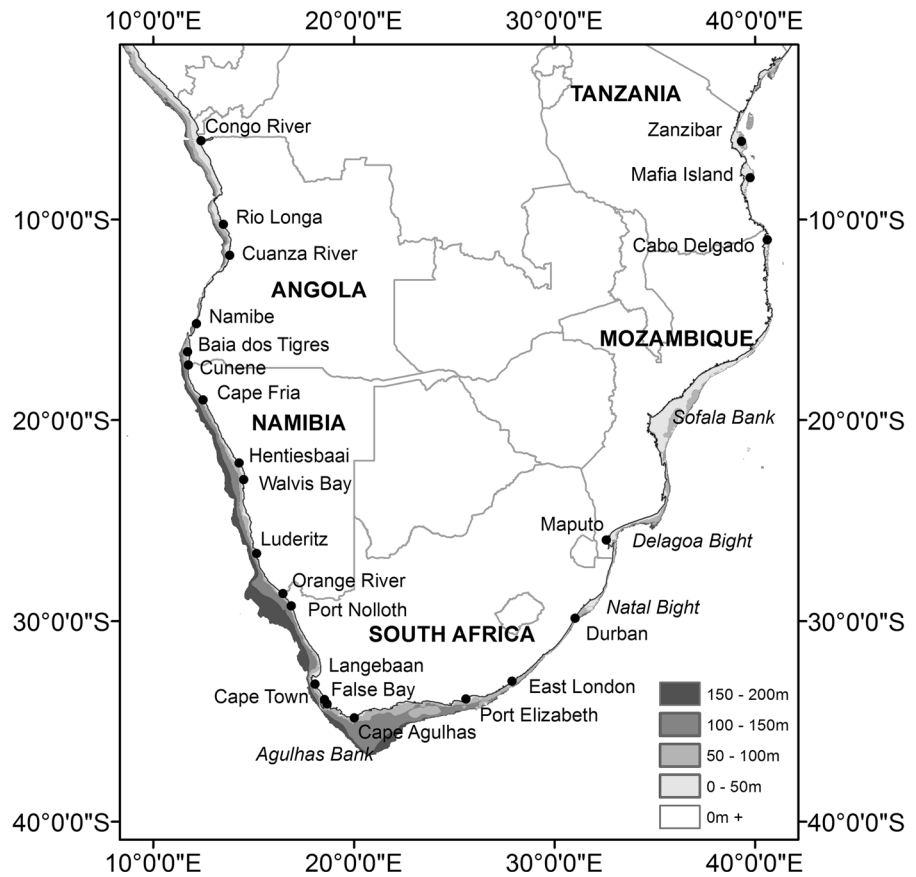 10°0'0"E 20°0'0"E 30°0'0"E 40°0'0"E
TANZANIA
Congo River
Zanzibar
Mafia Island
10°0'0"S 10°0'0"S
Rio Longa
Cabo Delgado
Cuanza River
ANGOLA
Namibe
MOZAMBIQUE
Baia dos Tigres
Cunene
Cape Fria
20°0'0"S 20°0'0"S
NAMIBIA
Sofala Bank
Hentiesbaai
Walvis Bay
Maputo
Luderitz
Delagoa Bight
Orange River
Port Nolloth
Natal Bight
30°0'0"S 30°0'0"S
SOUTH AFRICA
Durban
Langebaan
False Bay
Cape Town
East London
Port Elizabeth
Cape Agulhas
Agulhas Bank
150 - 200m
100 - 150m
50 - 100m
0 - 50m
0m +
40°0'0"S 40°0'0"S
10°0'0"E 20°0'0"E 30°0'0"E 40°0'0"E